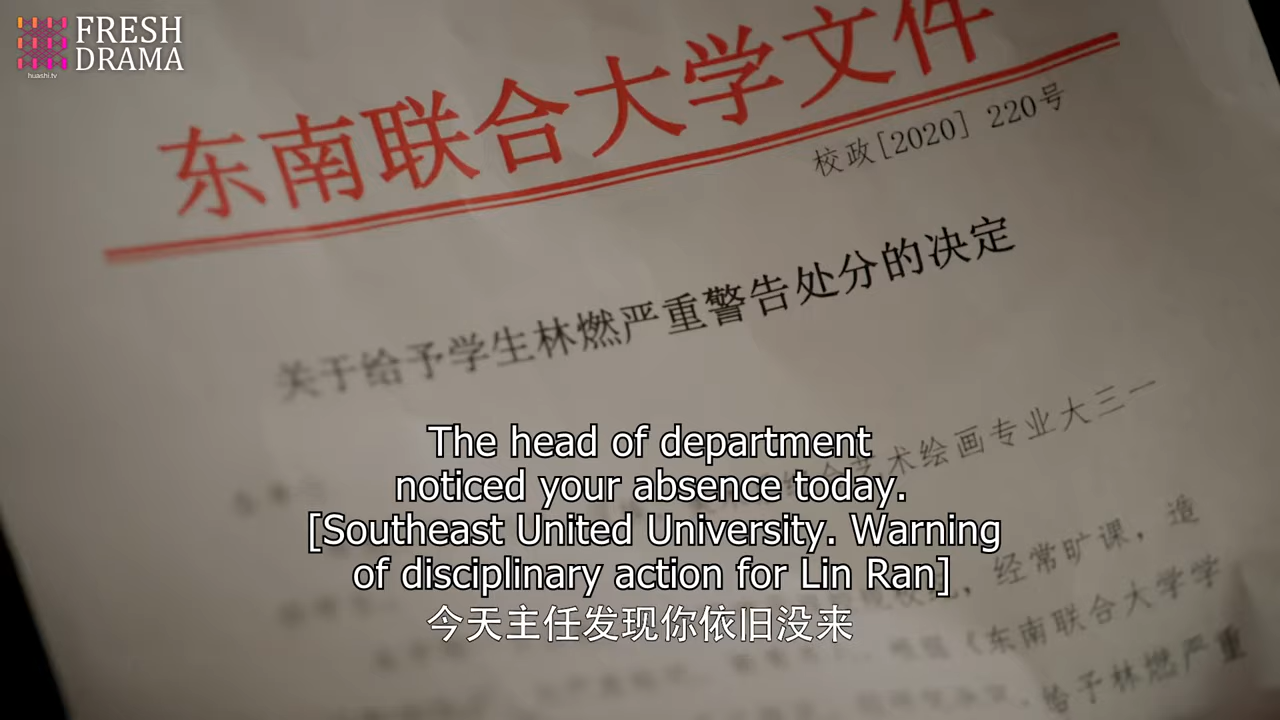 FRESH
DRAMA
huashi.tv
东南联合大学文件
校政[2020] 220号
关于给予学生林燃严重警告处分的决定
艺术绘画专业大三一
，经常旷课，造
《东南联合大学学
给予林燃严重
The head of department
noticed your absence today.
[Southeast United University. Warning
of disciplinary action for Lin Ran]
今天主任发现你依旧没来